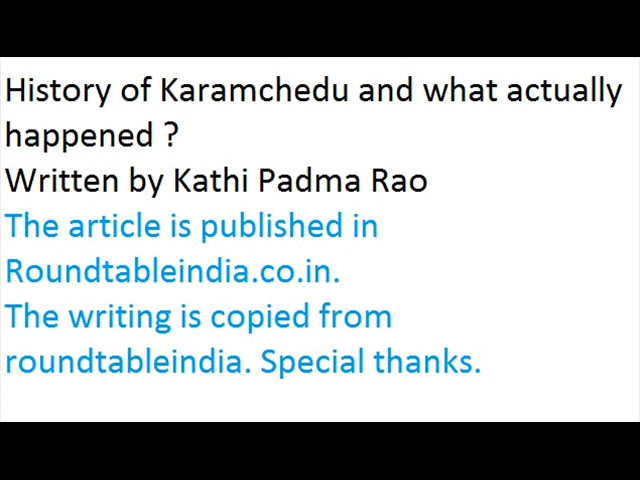 History of Karamchedu and what actually
happened ?
Written by Kathi Padma Rao
The article is published in
Roundtableindia.co.in.
The writing is copied from
roundtableindia. Special thanks.